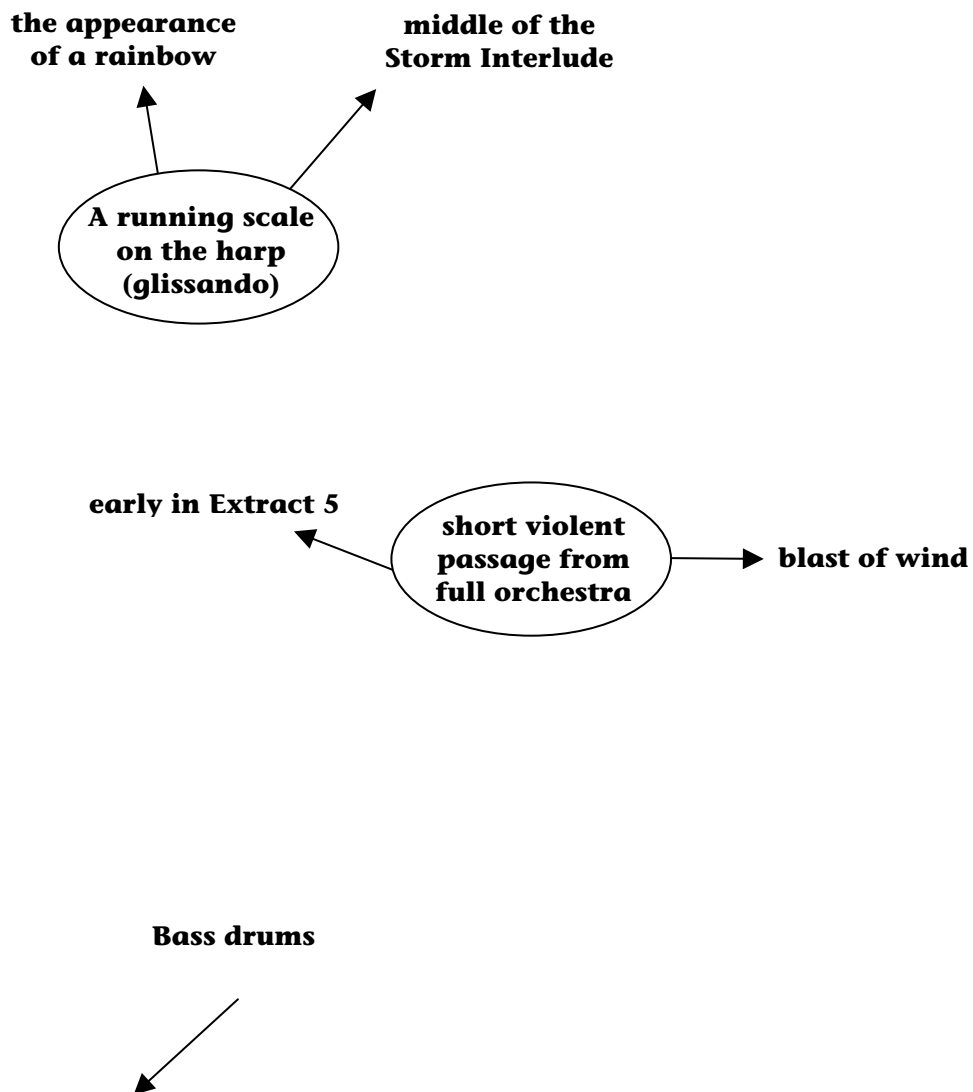 the appearance
of a rainbow
middle of the
Storm Interlude
A running scale
on the harp
(glissando)
early in Extract 5
short violent
passage from
full orchestra
blast of wind
Bass drums